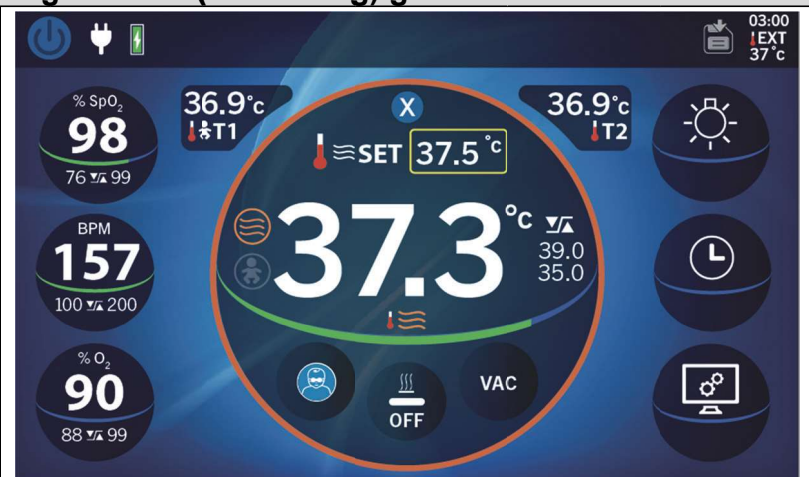 03:00
EXT
37°c
% SpO₂
98
76 99
36.9°c
T1
X
36.9°c
T2
SET 37.5 °c
BPM
157
100 200
37.3 °c
39.0
35.0
% O₂
90
88 99
OFF
VAC